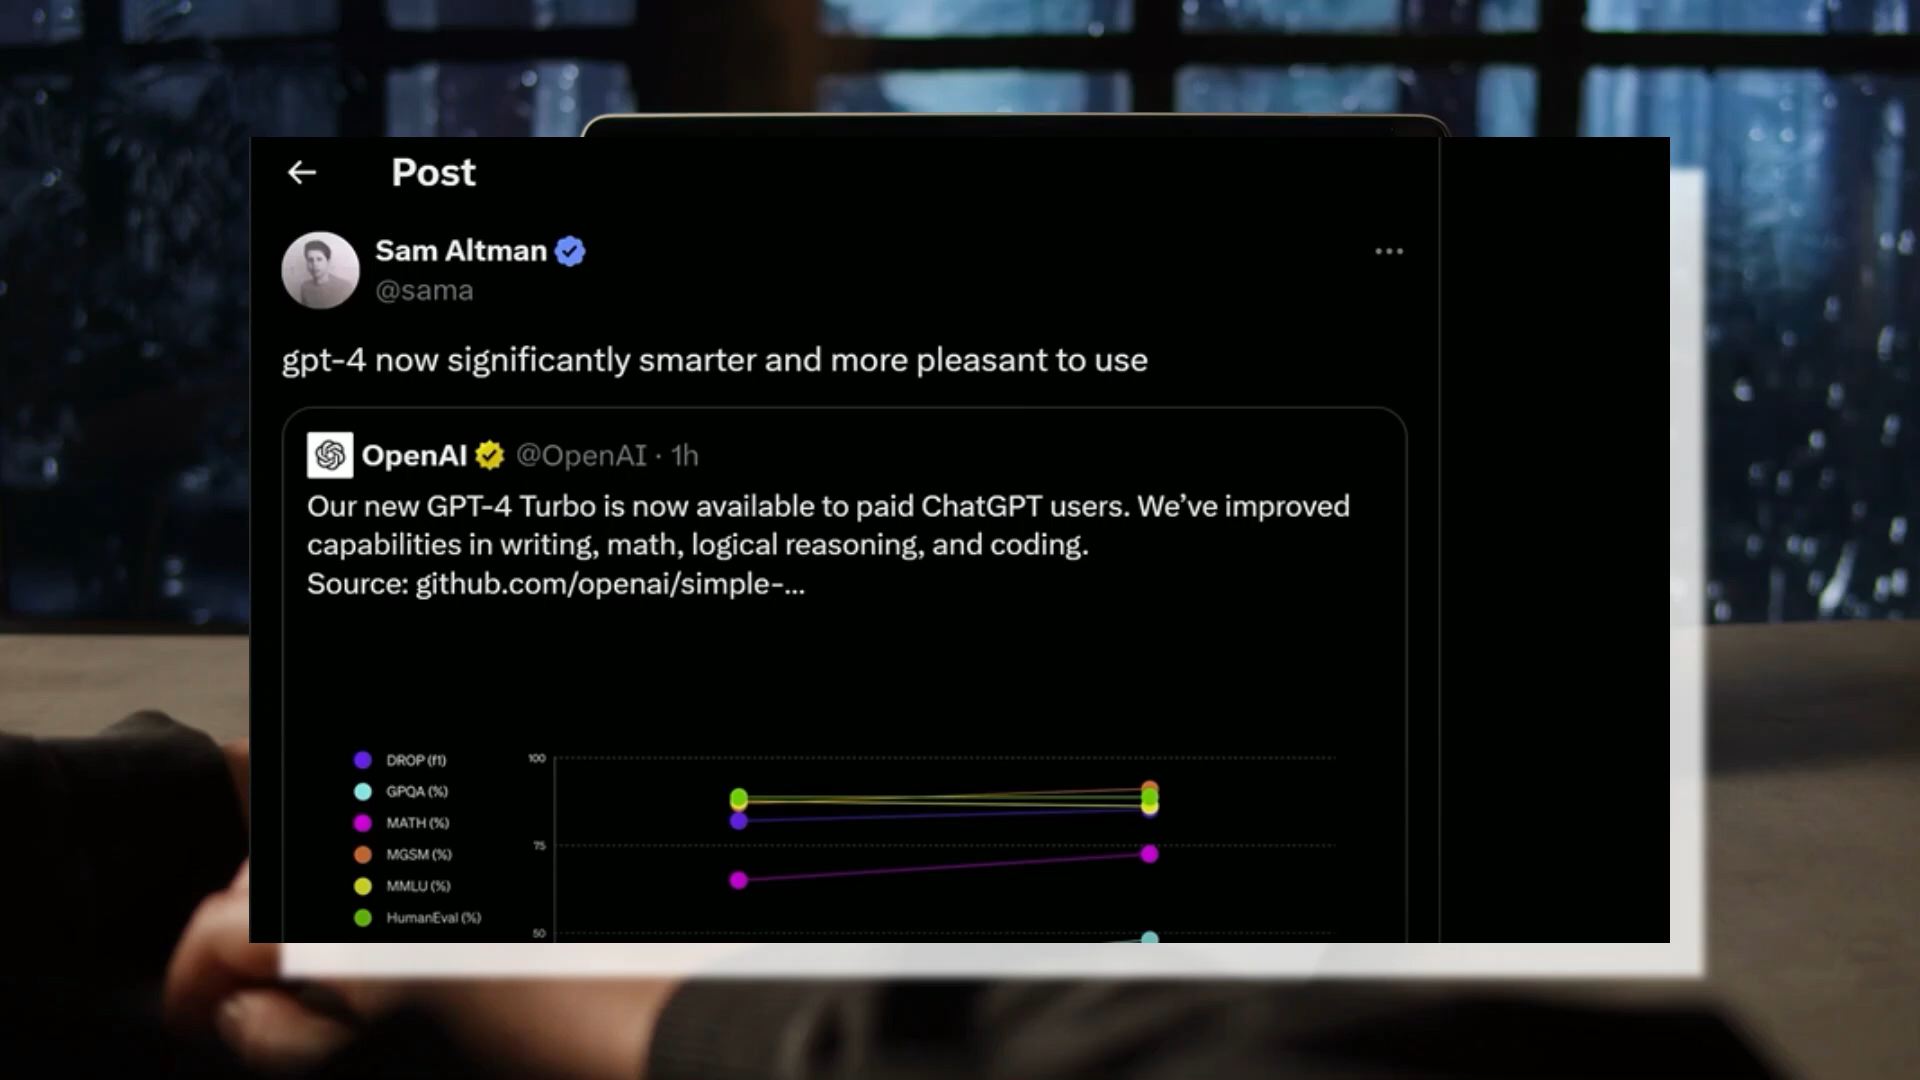 Post
Sam Altman
@sama
gpt-4 now significantly smarter and more pleasant to use
OpenAI @OpenAI · 1h
Our new GPT-4 Turbo is now available to paid ChatGPT users. We’ve improved
capabilities in writing, math, logical reasoning, and coding.
Source: github.com/openai/simple-...
DROP (f1)
GPQA (%)
MATH (%)
MGSM (%)
MMLU (%)
HumanEval (%)
100
75
50